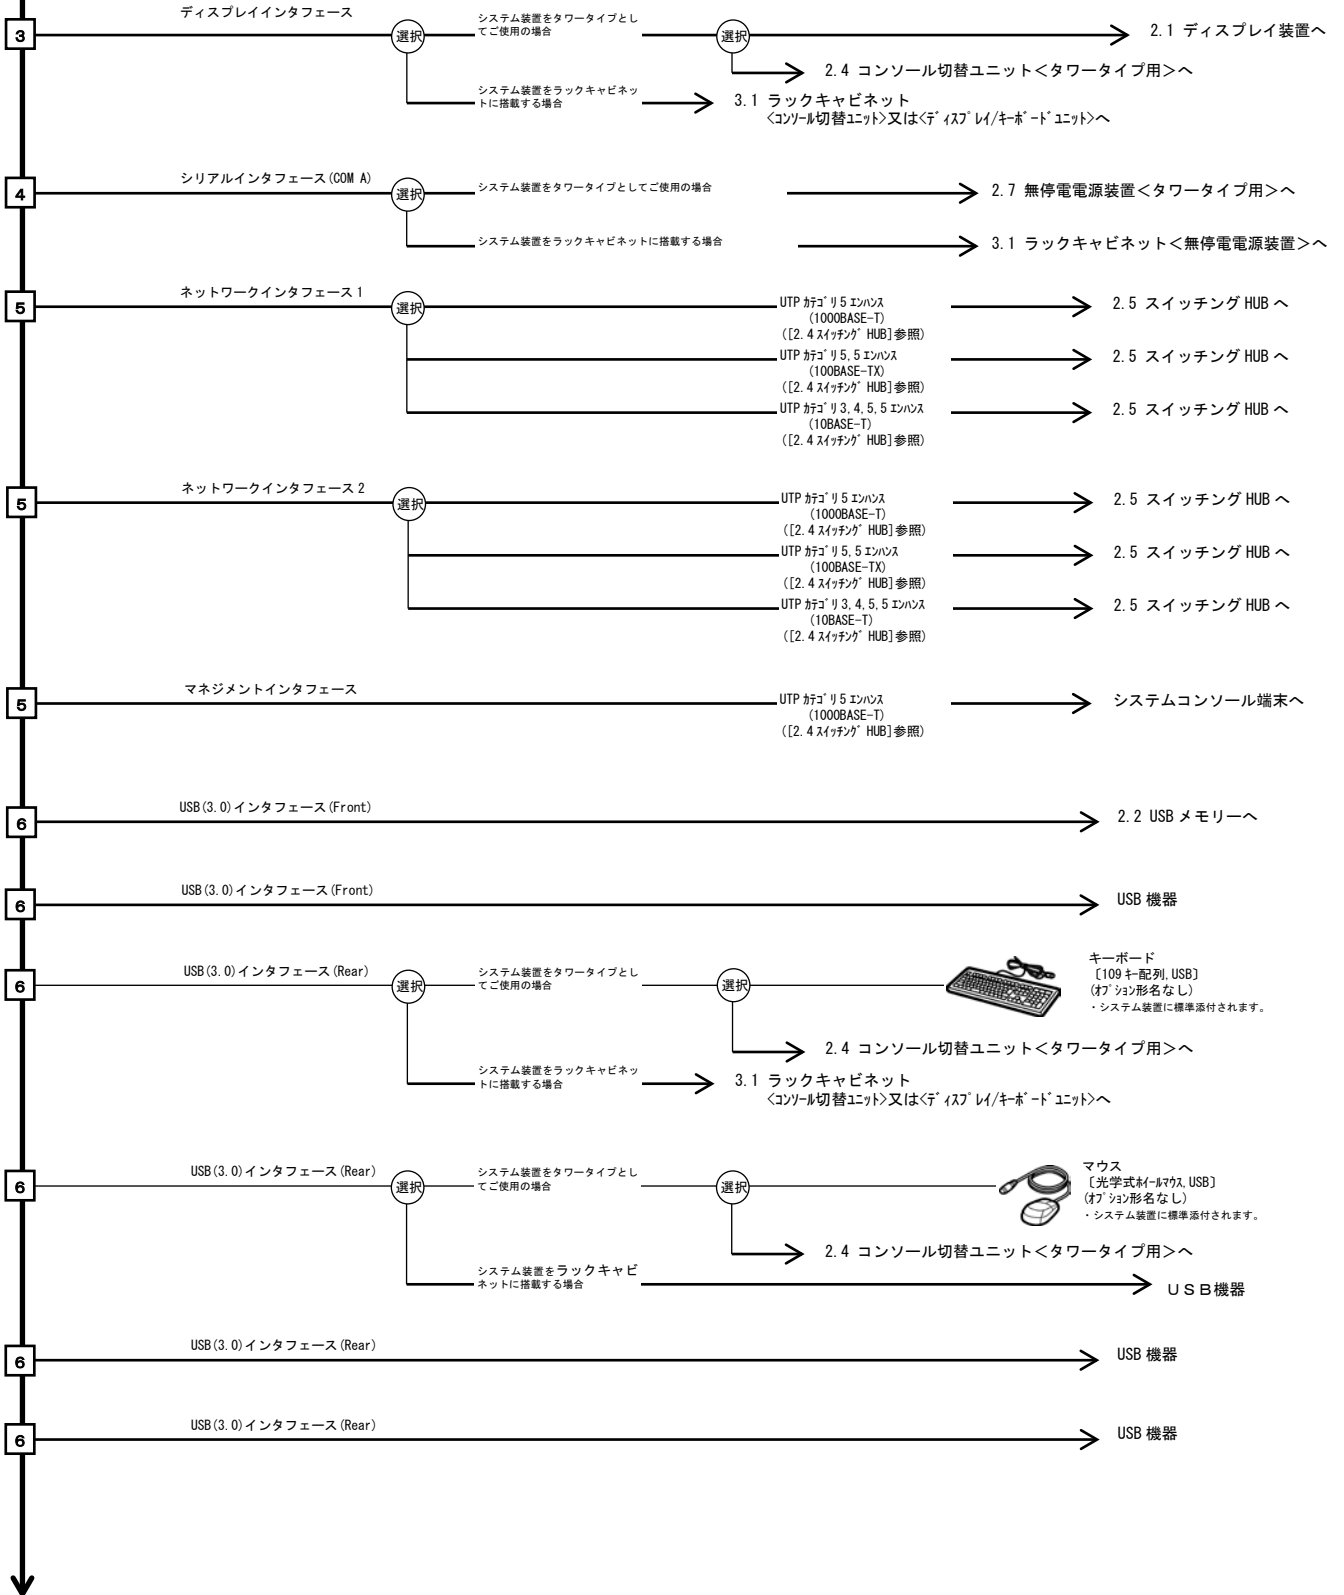 ディスプレイインタフェース
3
選択
システム装置をタワータイプとし
てご使用の場合
選択
2.1 ディスプレイ装置へ
2.4 コンソール切替ユニット<タワータイプ用>へ
システム装置をラックキャビネッ
トに搭載する場合
3.1 ラックキャビネット
<ｺﾝｿｰﾙ切替ﾕﾆｯﾄ>又は<ﾃﾞｨｽﾌﾟﾚｲ/ｷｰﾎﾞｰﾄﾞﾕﾆｯﾄ>へ
シリアルインタフェース(COM A)
4
選択
システム装置をタワータイプとしてご使用の場合
2.7 無停電電源装置<タワータイプ用>へ
システム装置をラックキャビネットに搭載する場合
3.1 ラックキャビネット<無停電電源装置>へ
ネットワークインタフェース1
5
選択
UTP ｶﾃｺﾞﾘ5 ｴﾝﾊﾝｽ
(1000BASE-T)
([2.4 ｽｲｯﾁﾝｸﾞ HUB]参照)
2.5 スイッチング HUB へ
UTP ｶﾃｺﾞﾘ5,5 ｴﾝﾊﾝｽ
(100BASE-TX)
([2.4 ｽｲｯﾁﾝｸﾞ HUB]参照)
2.5 スイッチング HUB へ
UTP ｶﾃｺﾞﾘ3,4,5,5 ｴﾝﾊﾝｽ
(10BASE-T)
([2.4 ｽｲｯﾁﾝｸﾞ HUB]参照)
2.5 スイッチング HUB へ
ネットワークインタフェース2
5
選択
UTP ｶﾃｺﾞﾘ5 ｴﾝﾊﾝｽ
(1000BASE-T)
([2.4 ｽｲｯﾁﾝｸﾞ HUB]参照)
2.5 スイッチング HUB へ
UTP ｶﾃｺﾞﾘ5,5 ｴﾝﾊﾝｽ
(100BASE-TX)
([2.4 ｽｲｯﾁﾝｸﾞ HUB]参照)
2.5 スイッチング HUB へ
UTP ｶﾃｺﾞﾘ3,4,5,5 ｴﾝﾊﾝｽ
(10BASE-T)
([2.4 ｽｲｯﾁﾝｸﾞ HUB]参照)
2.5 スイッチング HUB へ
マネジメントインタフェース
5
UTP ｶﾃｺﾞﾘ5 ｴﾝﾊﾝｽ
(1000BASE-T)
([2.4 ｽｲｯﾁﾝｸﾞ HUB]参照)
システムコンソール端末へ
USB(3.0)インタフェース(Front)
6
2.2 USB メモリーへ
USB(3.0)インタフェース(Front)
6
USB 機器
USB(3.0)インタフェース(Rear)
6
選択
システム装置をタワータイプとし
てご使用の場合
選択
キーボード
〔109 ｷｰ配列,USB〕
(ｵﾌﾟｼｮﾝ形名なし)
・システム装置に標準添付されます。
2.4 コンソール切替ユニット<タワータイプ用>へ
システム装置をラックキャビネッ
トに搭載する場合
3.1 ラックキャビネット
<ｺﾝｿｰﾙ切替ﾕﾆｯﾄ>又は<ﾃﾞｨｽﾌﾟﾚｲ/ｷｰﾎﾞｰﾄﾞﾕﾆｯﾄ>へ
USB(3.0)インタフェース(Rear)
6
選択
システム装置をタワータイプとし
てご使用の場合
選択
マウス
〔光学式ﾎｲｰﾙﾏｳｽ,USB〕
(ｵﾌﾟｼｮﾝ形名なし)
・システム装置に標準添付されます。
2.4 コンソール切替ユニット<タワータイプ用>へ
システム装置をラックキャビ
ネットに搭載する場合
ＵＳＢ機器
USB(3.0)インタフェース(Rear)
6
USB 機器
USB(3.0)インタフェース(Rear)
6
USB 機器